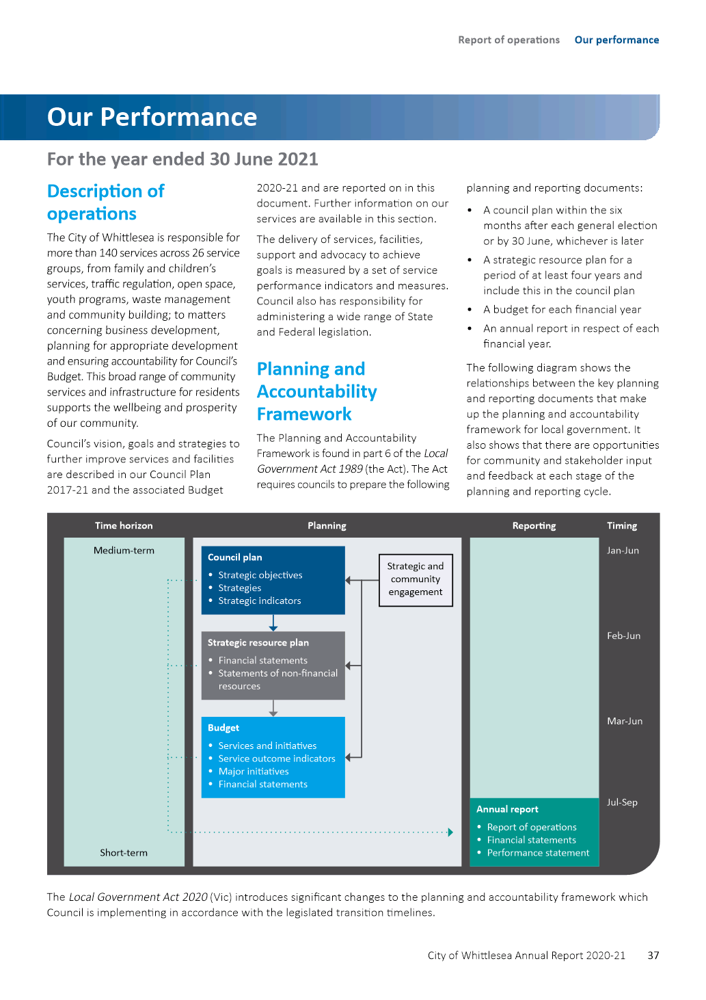 Report of operations Our performance
Our Performance
For the year ended 30 June 2021
Description of
operations
The City of Whittlesea is responsible for
more than 140 services across 26 service
groups, from family and children’s
services, traffic regulation, open space,
youth programs, waste management
and community building; to matters
concerning business development,
planning for appropriate development
and ensuring accountability for Council’s
Budget. This broad range of community
services and infrastructure for residents
supports the wellbeing and prosperity
of our community.
Council’s vision, goals and strategies to
further improve services and facilities
are described in our Council Plan
2017-21 and the associated Budget
2020-21 and are reported on in this
document. Further information on our
services are available in this section.
The delivery of services, facilities,
support and advocacy to achieve
goals is measured by a set of service
performance indicators and measures.
Council also has responsibility for
administering a wide range of State
and Federal legislation.
Planning and
Accountability
Framework
The Planning and Accountability
Framework is found in part 6 of the Local
Government Act 1989 (the Act). The Act
requires councils to prepare the following
planning and reporting documents:
• A council plan within the six
months after each general election
or by 30 June, whichever is later
• A strategic resource plan for a
period of at least four years and
include this in the council plan
• A budget for each financial year
• An annual report in respect of each
financial year.
The following diagram shows the
relationships between the key planning
and reporting documents that make
up the planning and accountability
framework for local government. It
also shows that there are opportunities
for community and stakeholder input
and feedback at each stage of the
planning and reporting cycle.
Time horizon Planning Reporting Timing
Medium-term
Council plan
• Strategic objectives
• Strategies
• Strategic indicators
Strategic and
community
engagement
Jan-Jun
Strategic resource plan
• Financial statements
• Statements of non-financial
resources
Feb-Jun
Budget
• Services and initiatives
• Service outcome indicators
• Major initiatives
• Financial statements
Mar-Jun
Annual report
• Report of operations
• Financial statements
• Performance statement
Jul-Sep
Short-term
The Local Government Act 2020 (Vic) introduces significant changes to the planning and accountability framework which
Council is implementing in accordance with the legislated transition timelines.
City of Whittlesea Annual Report 2020-21 37